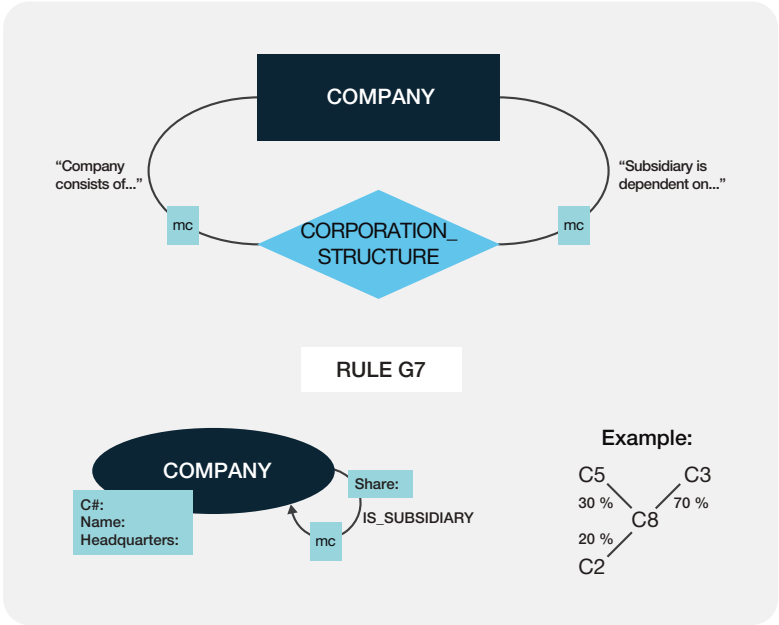 COMPANY
“Company
consists of...”
“Subsidiary is
dependent on...”
mc
mc
CORPORATION_
STRUCTURE
RULE G7
COMPANY
C#:
Name:
Headquarters:
Share:
IS_SUBSIDIARY
mc
Example:
C5
C3
30 %
70 %
C8
20 %
C2